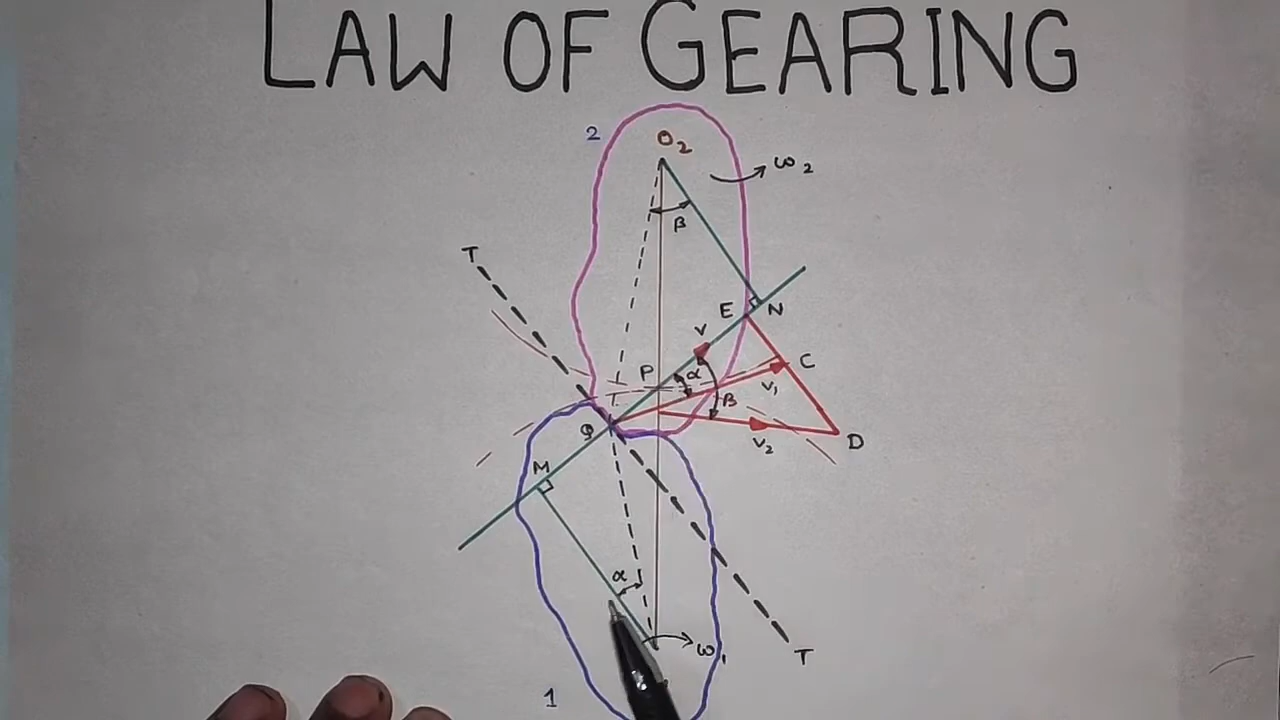 LAW OF GEARING
2
O₂
ω₂
β
T
E N
v
P α C
v₁
β
Q
v₂ D
M
α
ω₁
T
1